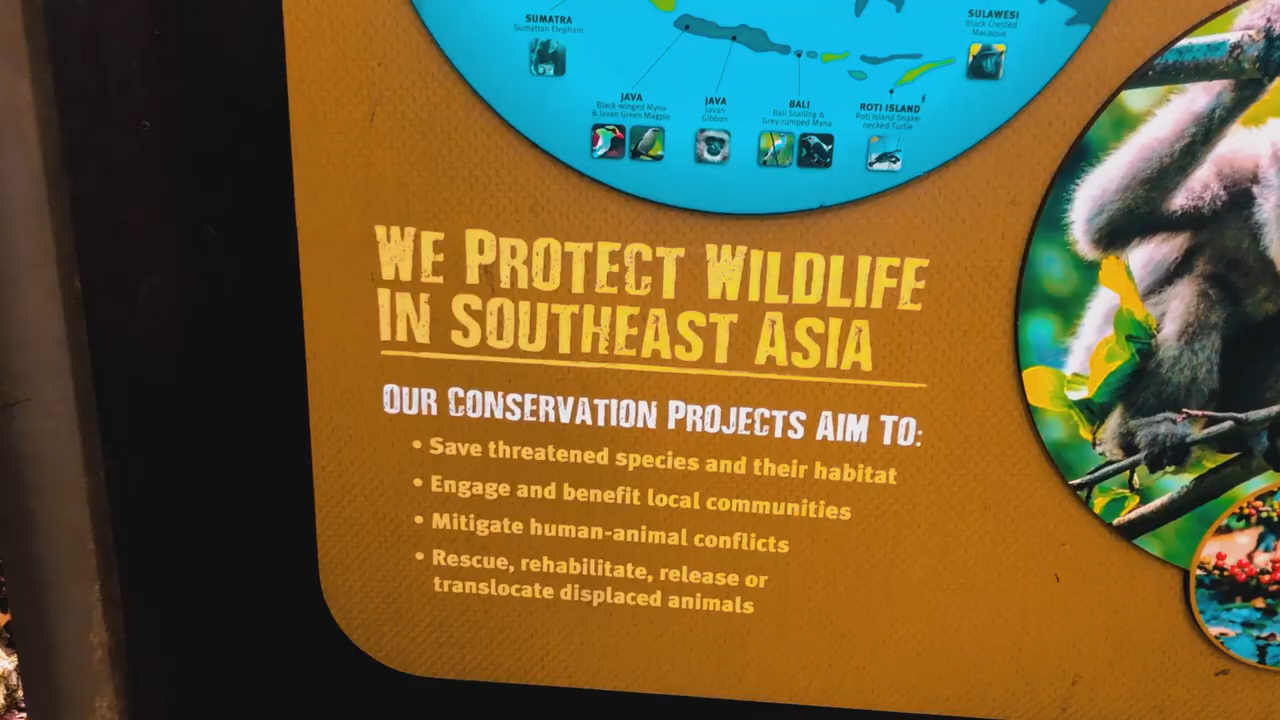 SUMATRA
Sumatran Elephant
SULAWESI
Black Crested
Macaque
JAVA
Black-winged Myna
& Javan Green Magpie
JAVA
Javan
Gibbon
BALI
Bali Starling &
Grey-rumped Myna
ROTI ISLAND
Roti Island Snake-
necked Turtle
WE PROTECT WILDLIFE
IN SOUTHEAST ASIA
OUR CONSERVATION PROJECTS AIM TO:
• Save threatened species and their habitat
• Engage and benefit local communities
• Mitigate human-animal conflicts
• Rescue, rehabilitate, release or
translocate displaced animals